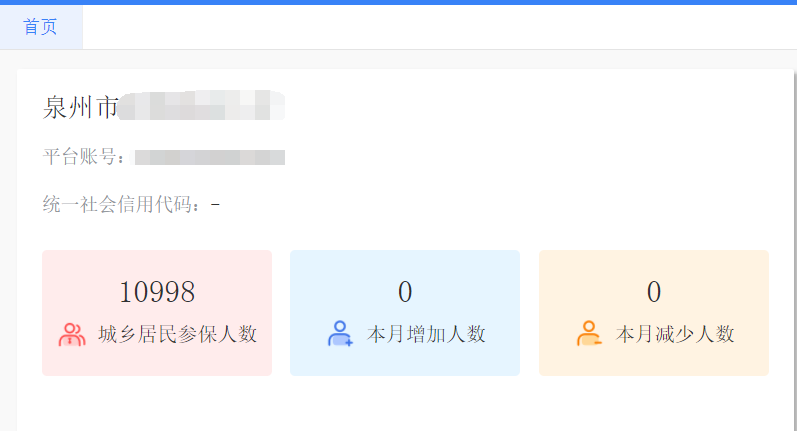 首页
泉州市
平台账号：
统一社会信用代码：-
10998
城乡居民参保人数
0
本月增加人数
0
本月减少人数